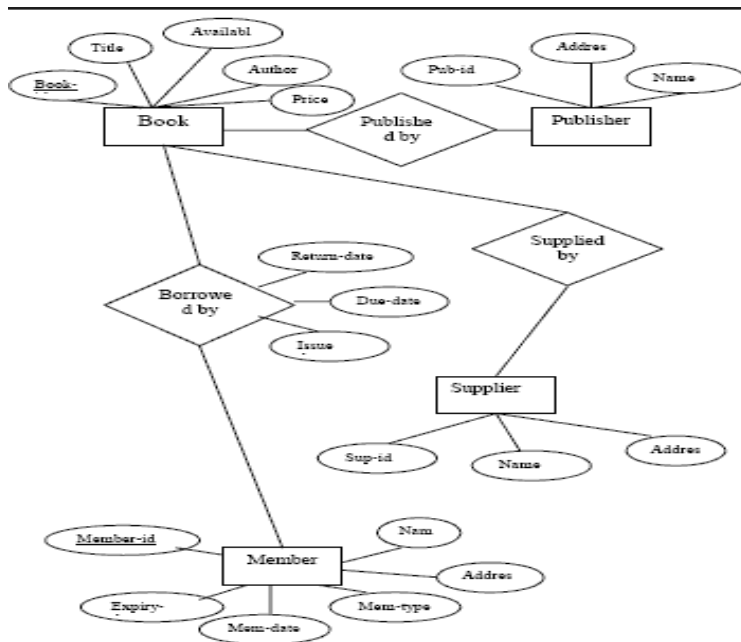 Availabl
Title
Addres
Book-
Author
Pub-id
Name
Price
Book
Publishe
d by
Publisher
Return-date
Supplied
by
Borrowe
d by
Due-date
Issue
Supplier
Sup-id
Name
Addres
Member-id
Nam
Member
Addres
Expiry-
Mem-type
Mem-date